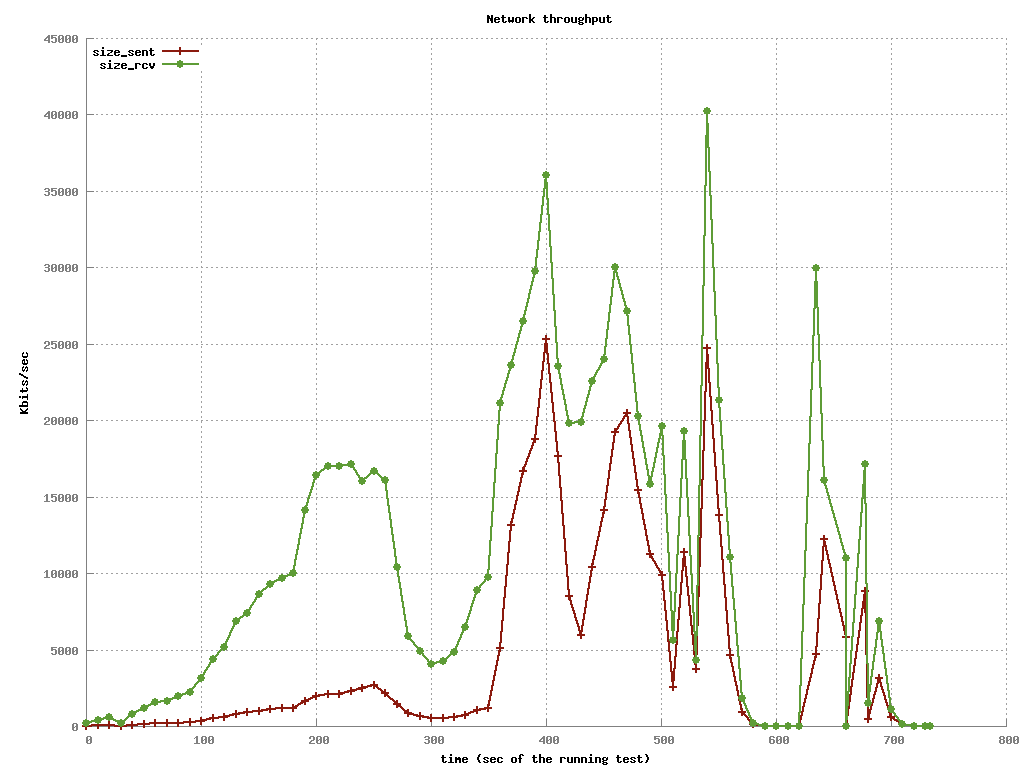 Network throughput
size_sent
size_rcv
45000
40000
35000
30000
25000
20000
15000
10000
5000
0
Kbits/sec
0 100 200 300 400 500 600 700 800
time (sec of the running test)